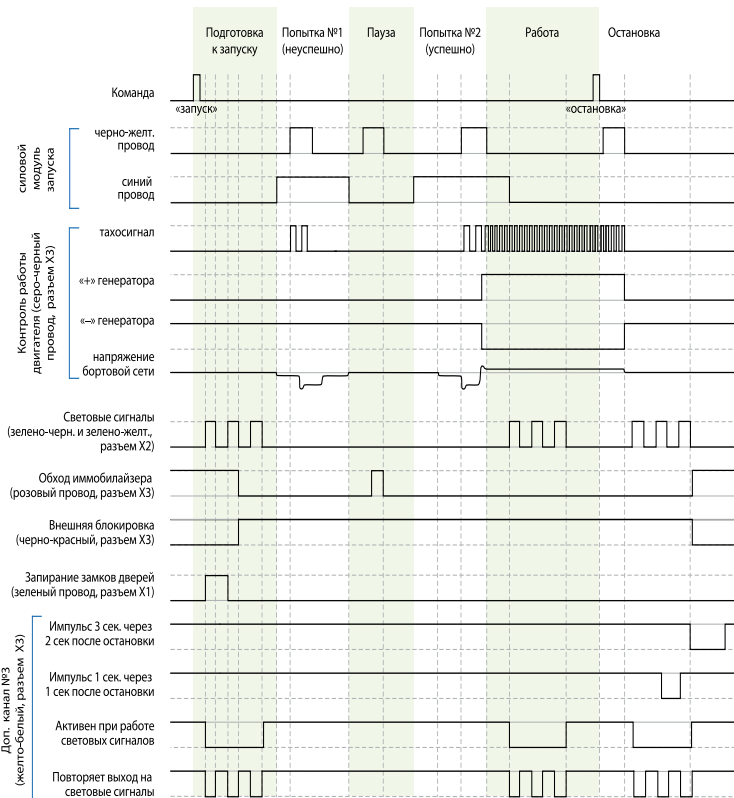 Подготовка
к запуску
Попытка №1
(неуспешно)
Пауза
Попытка №2
(успешно)
Работа
Остановка
Команда
«запуск»
«остановка»
силовой
модуль
запуска
черно-желт.
провод
синий
провод
Контроль работы
двигателя (серо-черный
провод, разъем X3)
тахосигнал
«+» генератора
«–» генератора
напряжение
бортовой сети
Световые сигналы
(зелено-черн. и зелено-желт.,
разъем X2)
Обход иммобилайзера
(розовый провод, разъем X3)
Внешняя блокировка
(черно-красный, разъем X3)
Запирание замков дверей
(зеленый провод, разъем X1)
Доп. канал №3
(желто-белый, разъем X3)
Импульс 3 сек. через
2 сек после остановки
Импульс 1 сек. через
1 сек после остановки
Активен при работе
световых сигналов
Повторяет выход на
световые сигналы